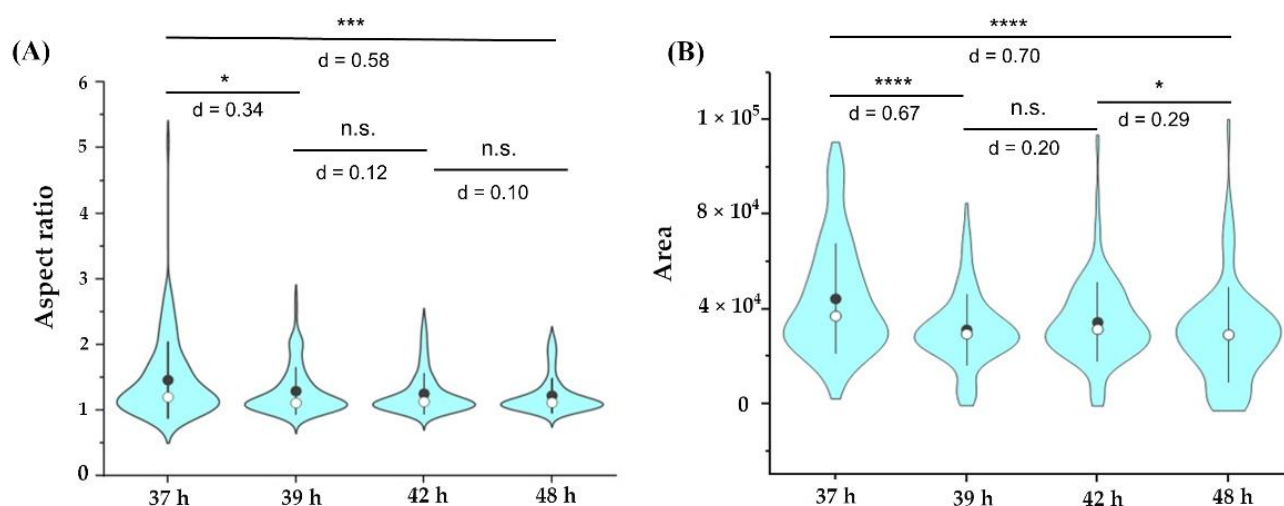 (A)
***
d = 0.58
*
d = 0.34
n.s.
d = 0.12
n.s.
d = 0.10
Aspect ratio
6
5
4
3
2
1
0
37 h 39 h 42 h 48 h
(B)
****
d = 0.70
****
d = 0.67
n.s.
d = 0.20
*
d = 0.29
Area
1 × 10⁵
8 × 10⁴
4 × 10⁴
0
37 h 39 h 42 h 48 h